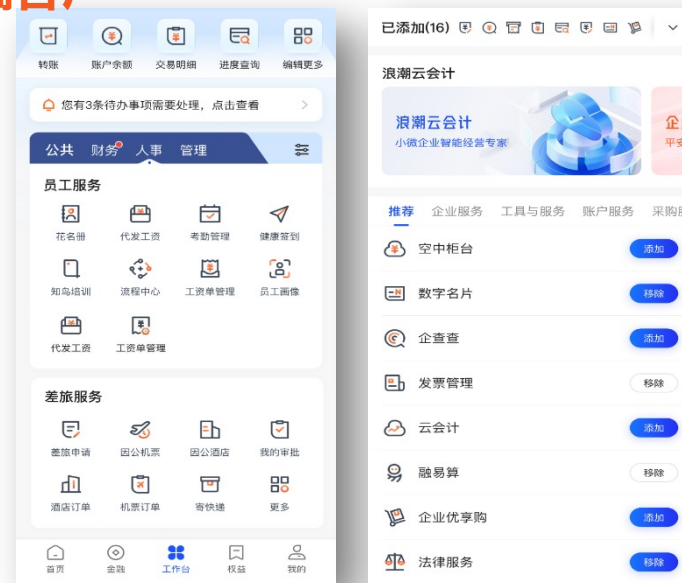 转账 账户余额 交易明细 进度查询 编辑更多
您有3条待办事项需要处理，点击查看
公共 财务 人事 管理
员工服务
花名册 代发工资 考勤管理 健康签到
知鸟培训 流程中心 工资单管理 员工画像
代发工资 工资单管理
差旅服务
差旅申请 因公机票 因公酒店 我的审批
酒店订单 机票订单 寄快递 更多
首页 金融 工作台 权益 我的
已添加(16)
浪潮云会计
浪潮云会计
小微企业智能经营专家
企
平安
推荐 企业服务 工具与服务 账户服务 采购
空中柜台 添加
数字名片 移除
企查查 添加
发票管理 移除
云会计 添加
融易算 移除
企业优享购 添加
法律服务 移除